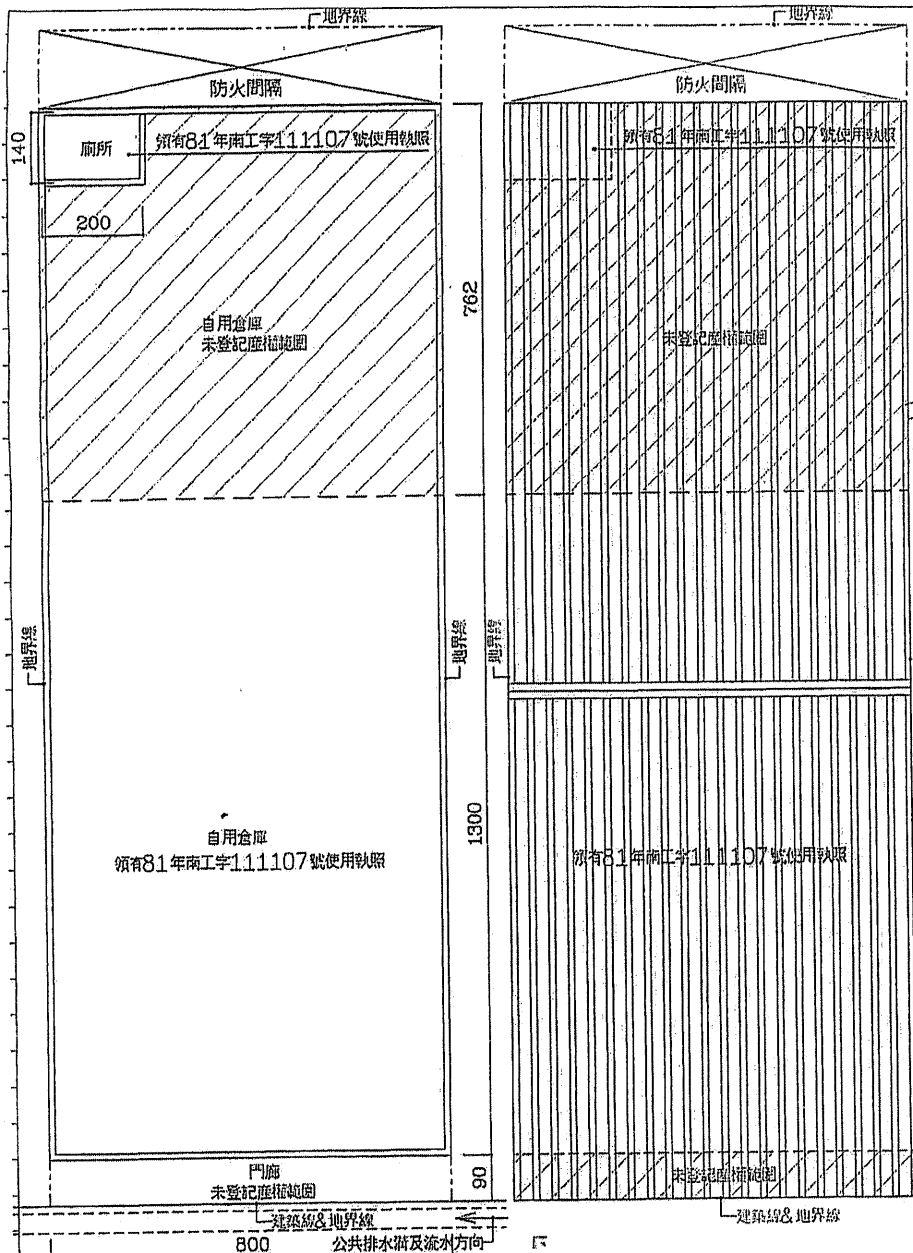 地界線
地界線
防火間隔
防火間隔
140
廁所
領有81年南工字111107號使用執照
領有81年南工字111107號使用執照
200
762
自用倉庫
未登記產權範圍
未登記產權範圍
地界線
地界線
地界線
1300
自用倉庫
領有81年南工字111107號使用執照
領有81年南工字111107號使用執照
門廊
未登記產權範圍
90
未登記產權範圍
建築線&地界線
建築線&地界線
800
公共排水溝及流水方向